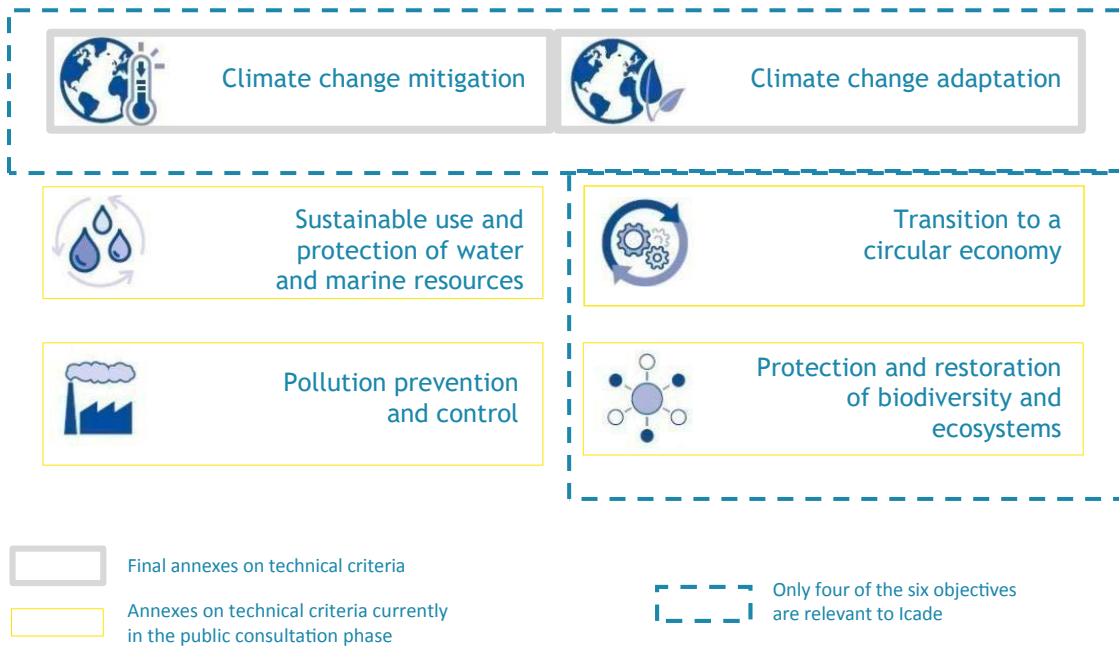 Climate change mitigation
Climate change adaptation
Sustainable use and
protection of water
and marine resources
Transition to a
circular economy
Pollution prevention
and control
Protection and restoration
of biodiversity and
ecosystems
Final annexes on technical criteria
Annexes on technical criteria currently
in the public consultation phase
Only four of the six objectives
are relevant to Icade